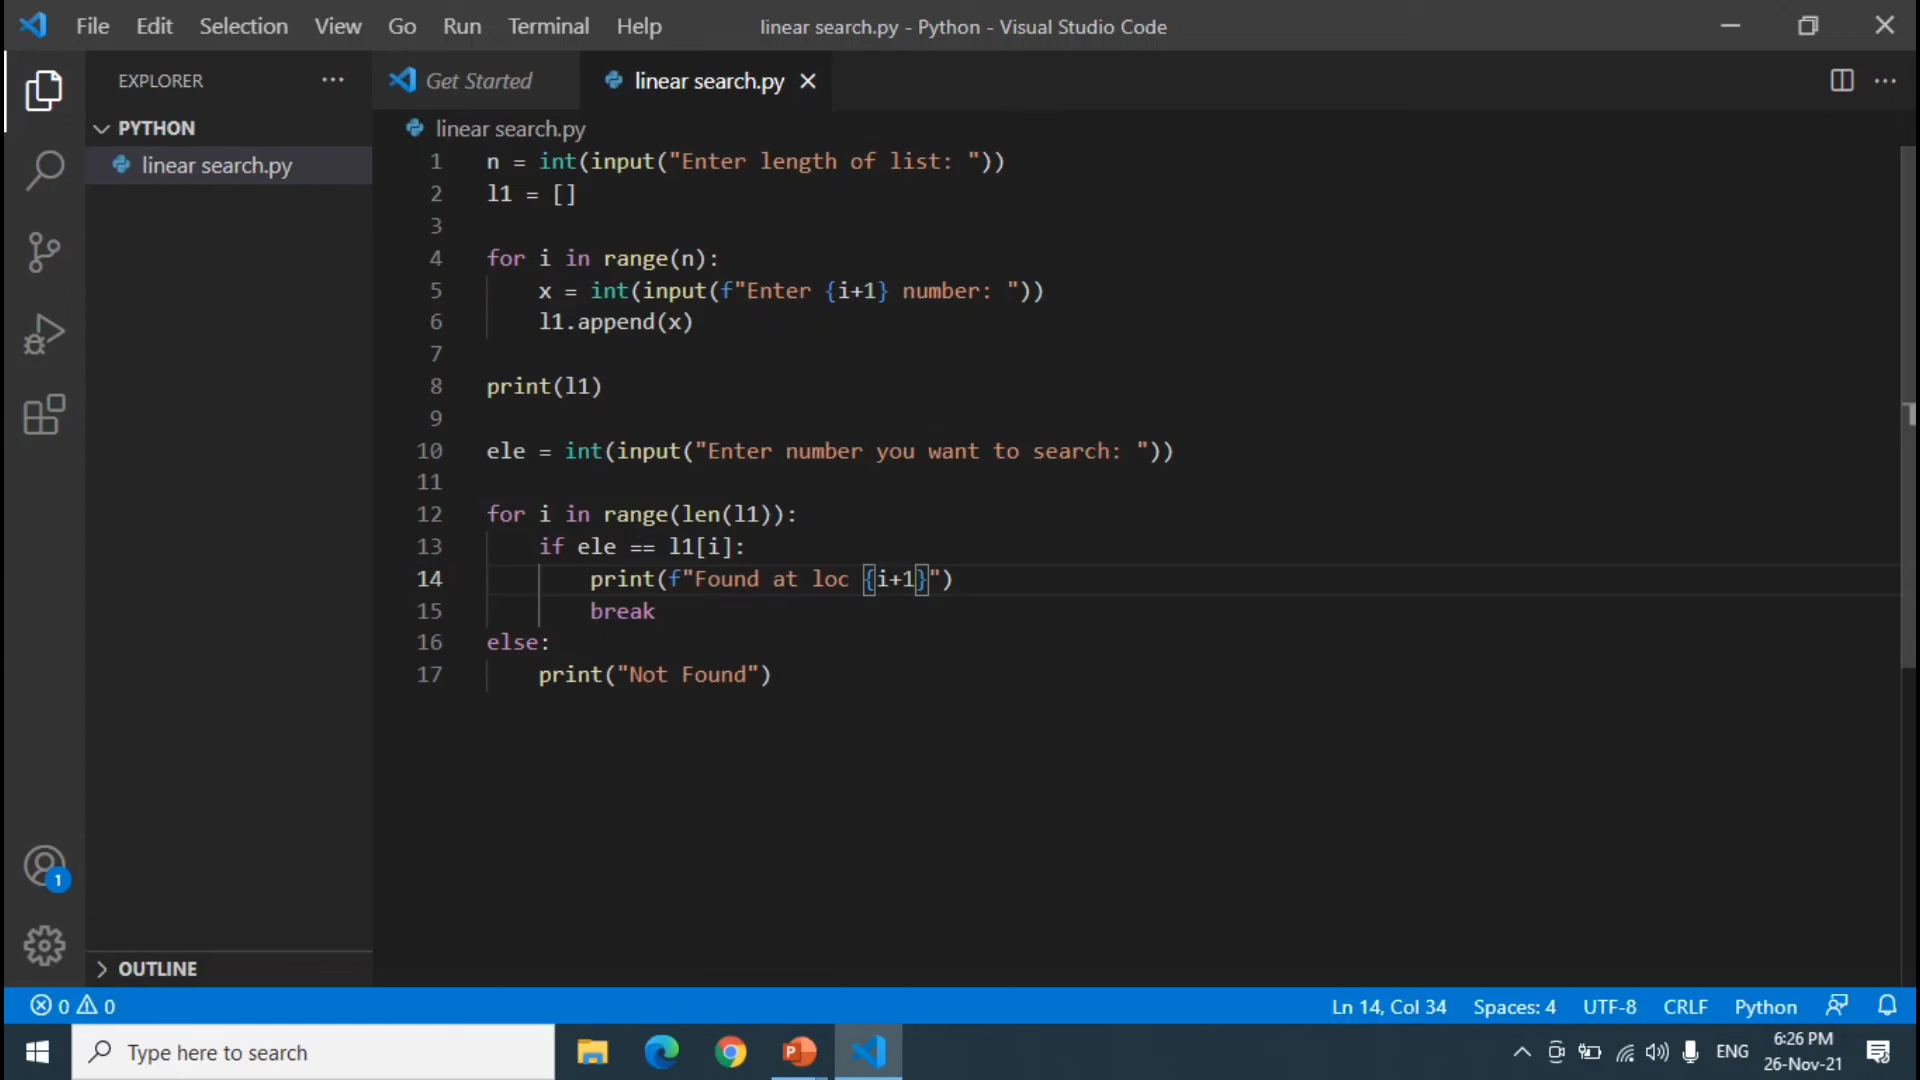 File Edit Selection View Go Run Terminal Help linear search.py - Python - Visual Studio Code
EXPLORER
PYTHON
linear search.py
OUTLINE
Get Started
linear search.py
linear search.py
1 n = int(input("Enter length of list: "))
2 l1 = []
3
4 for i in range(n):
5     x = int(input(f"Enter {i+1} number: "))
6     l1.append(x)
7
8 print(l1)
9
10 ele = int(input("Enter number you want to search: "))
11
12 for i in range(len(l1)):
13     if ele == l1[i]:
14         print(f"Found at loc {i+1}")
15         break
16 else:
17     print("Not Found")
1
0 0 Ln 14, Col 34 Spaces: 4 UTF-8 CRLF Python
Type here to search
P
ENG
6:26 PM
26-Nov-21